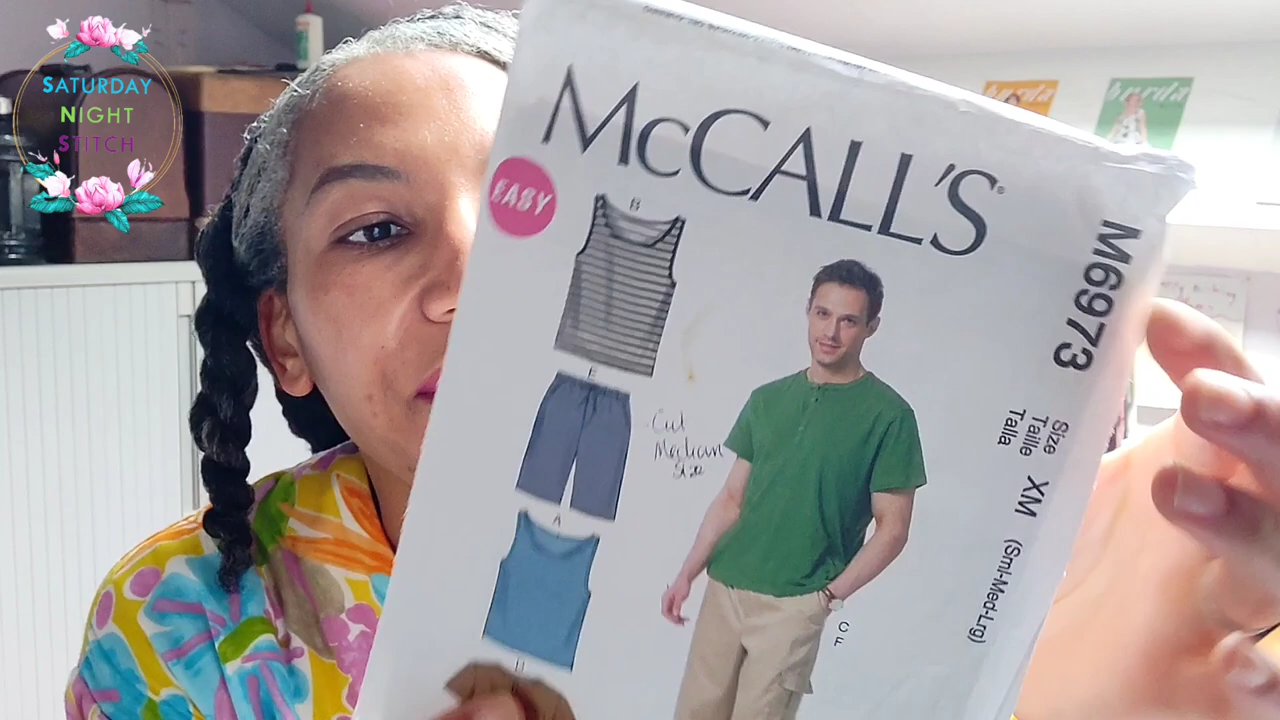 SATURDAY
NIGHT
STITCH
burda
burda
McCALL'S®
EASY
M6973
B
E
A
Cut
Medium
Size
Size
Taille
Talla
XM (Sml-Med-Lrg)
C
F